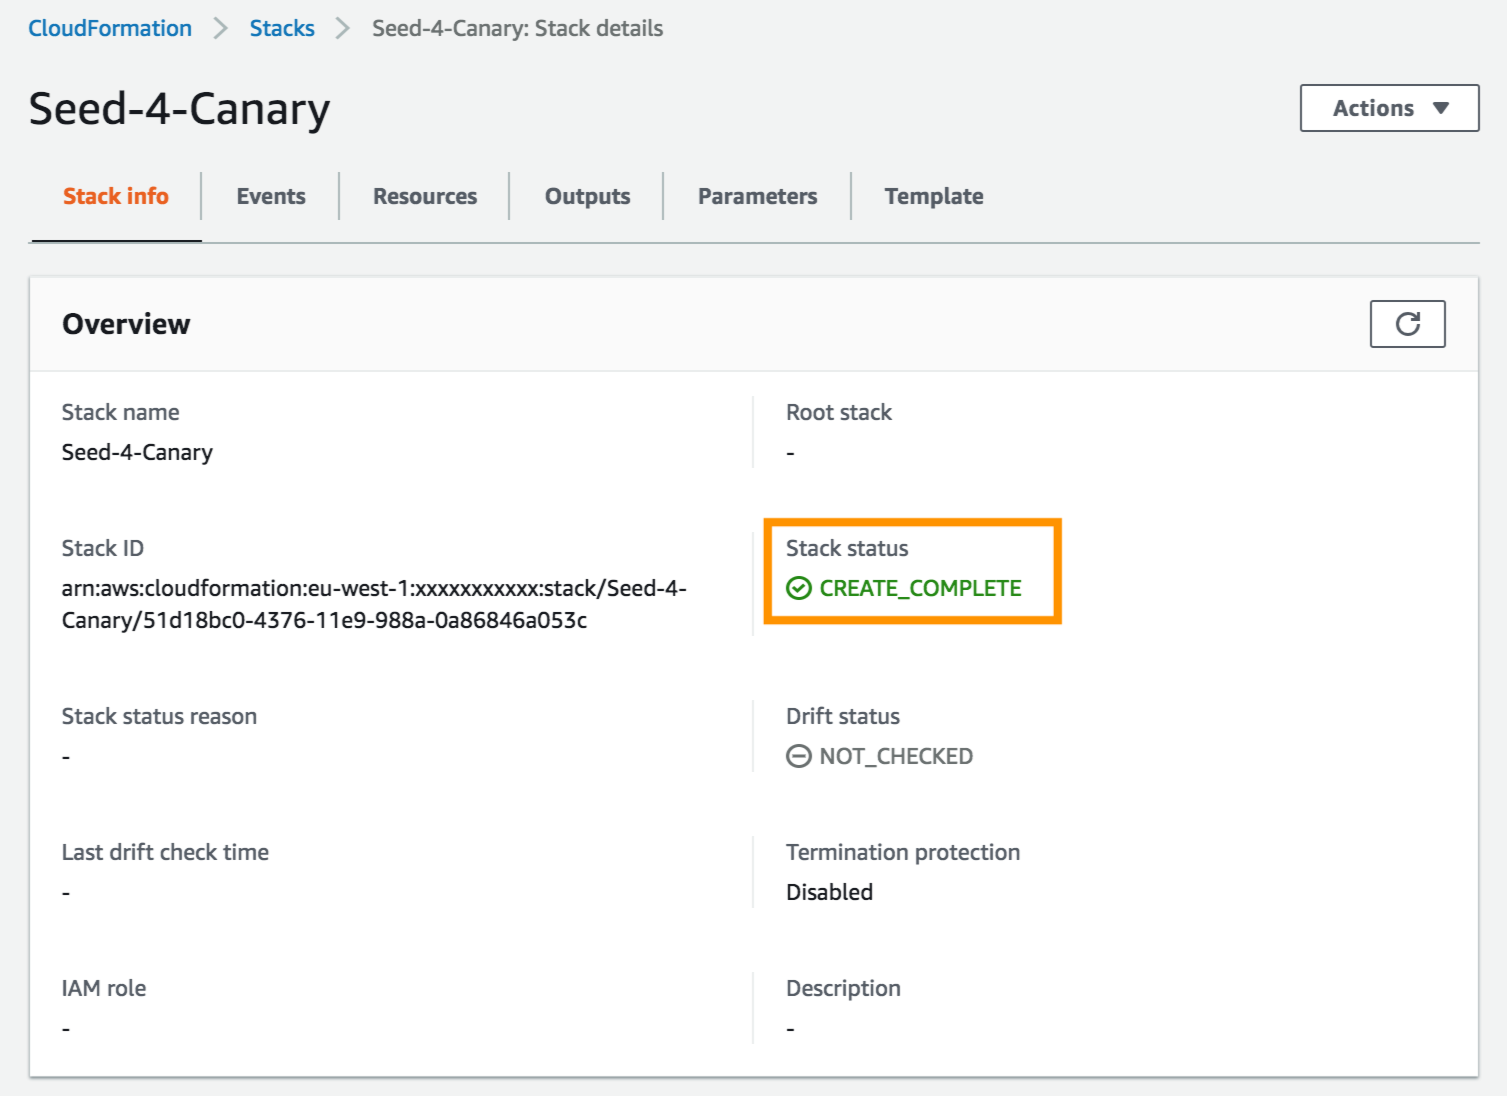 CloudFormation > Stacks > Seed-4-Canary: Stack details
Seed-4-Canary
Actions
Stack info
Events
Resources
Outputs
Parameters
Template
Overview
Stack name
Seed-4-Canary
Root stack
-
Stack ID
arn:aws:cloudformation:eu-west-1:xxxxxxxxxxx:stack/Seed-4-
Canary/51d18bc0-4376-11e9-988a-0a86846a053c
Stack status
CREATE_COMPLETE
Stack status reason
-
Drift status
NOT_CHECKED
Last drift check time
-
Termination protection
Disabled
IAM role
-
Description
-